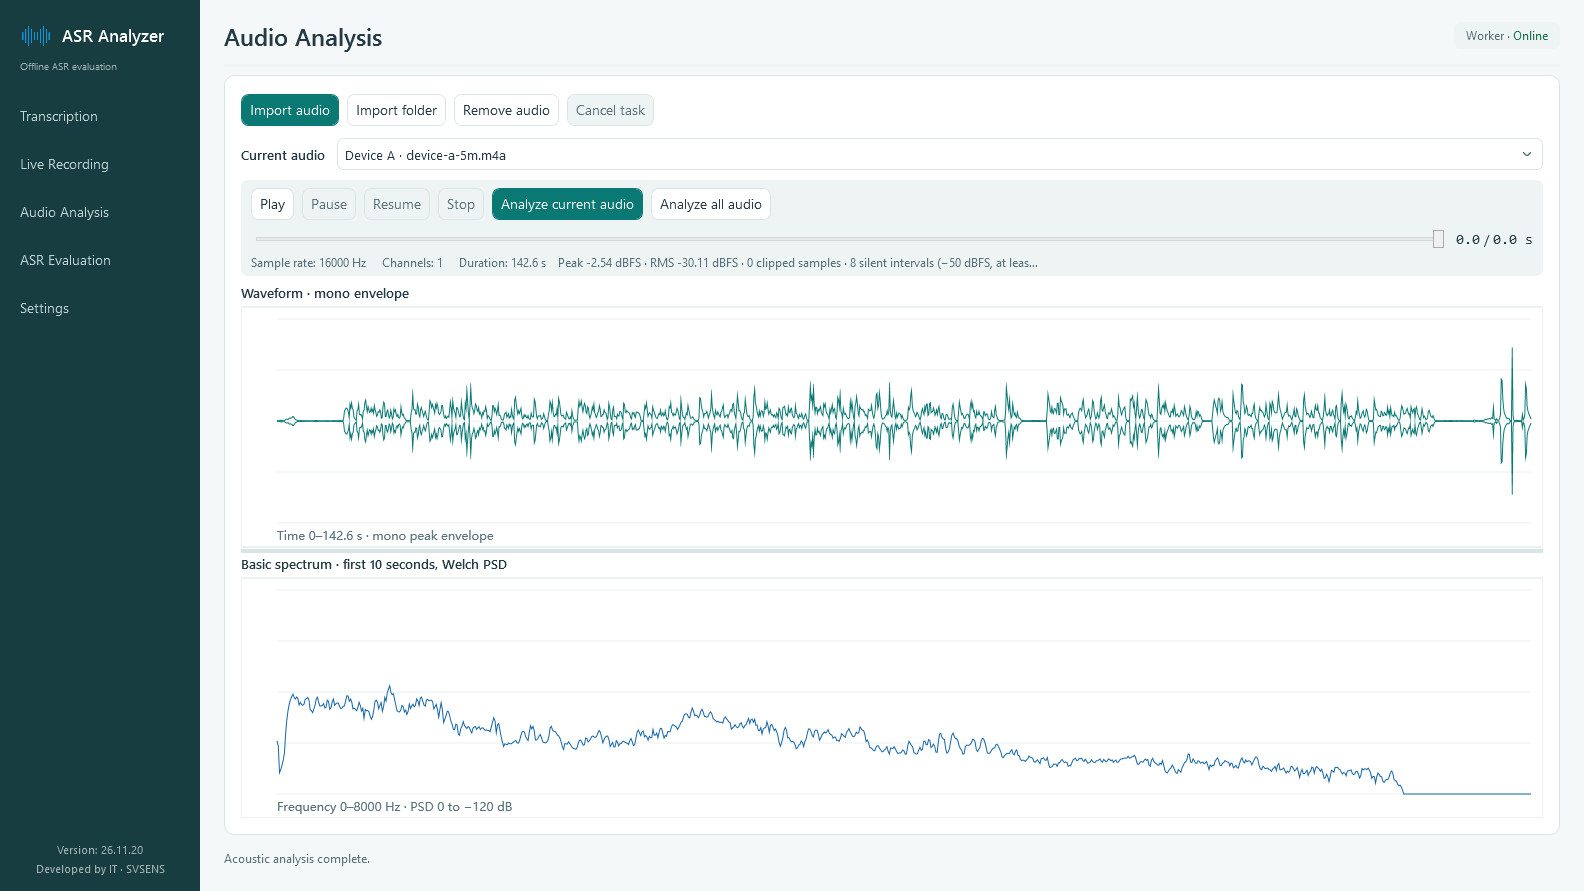 ASR Analyzer
Offline ASR evaluation
Transcription
Live Recording
Audio Analysis
ASR Evaluation
Settings
Version: 26.11.20
Developed by IT · SVSENS
Audio Analysis
Worker · Online
Import audio
Import folder
Remove audio
Cancel task
Current audio
Device A · device-a-5m.m4a
Play
Pause
Resume
Stop
Analyze current audio
Analyze all audio
0.0/0.0 s
Sample rate: 16000 Hz Channels: 1 Duration: 142.6 s Peak -2.54 dBFS · RMS -30.11 dBFS · 0 clipped samples · 8 silent intervals (−50 dBFS, at leas...
Waveform · mono envelope
Time 0–142.6 s · mono peak envelope
Basic spectrum · first 10 seconds, Welch PSD
Frequency 0–8000 Hz · PSD 0 to −120 dB
Acoustic analysis complete.